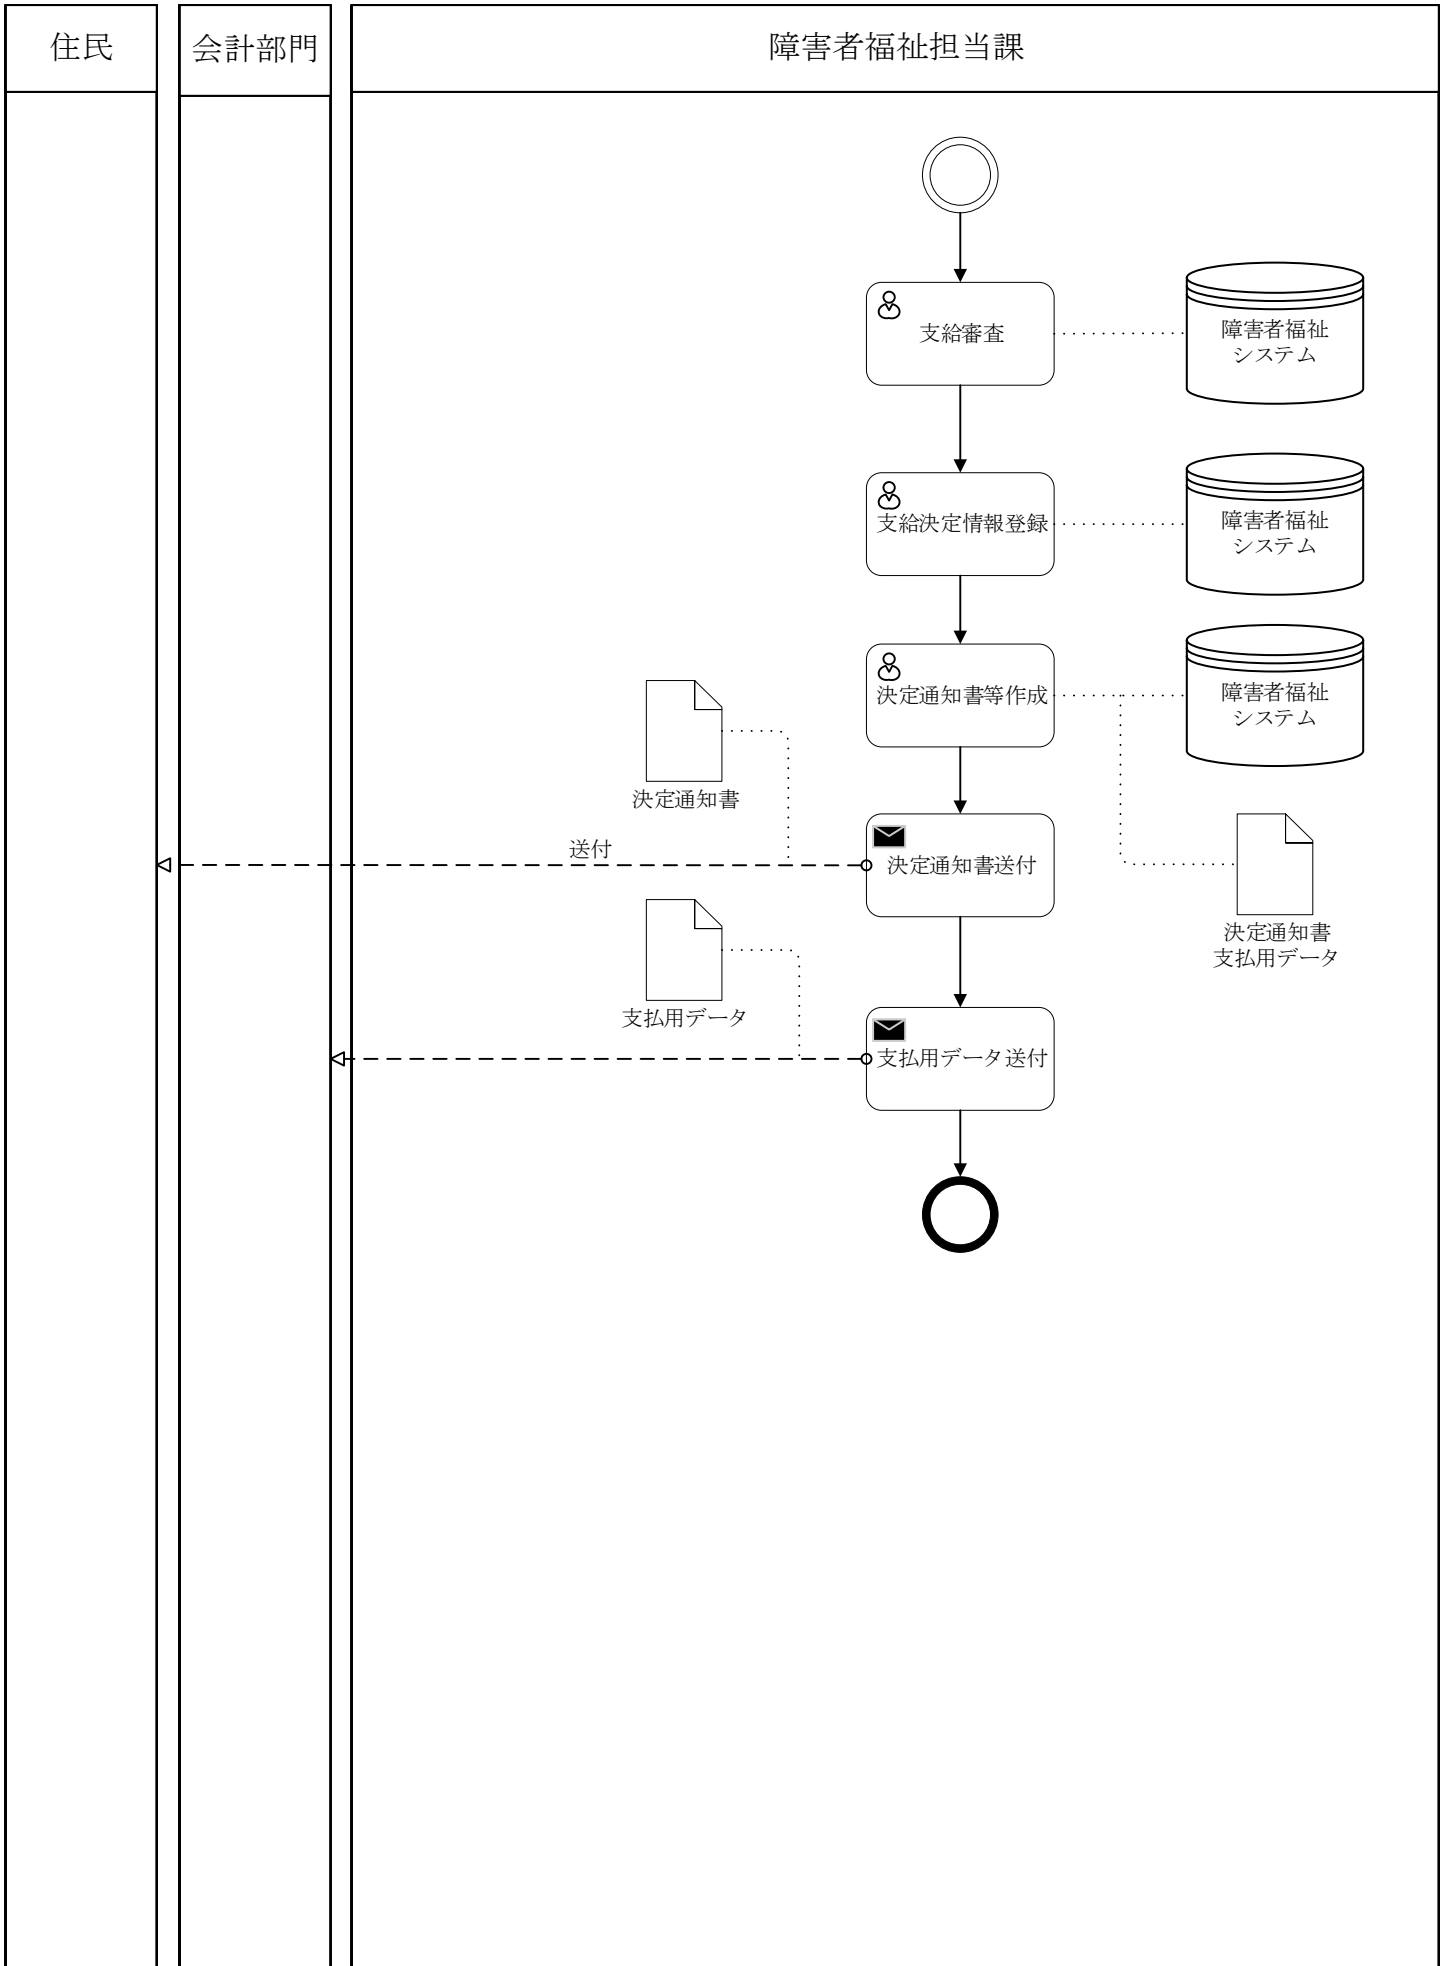 住民
会計部門
障害者福祉担当課
支給審査
障害者福祉
システム
支給決定情報登録
障害者福祉
システム
決定通知書等作成
障害者福祉
システム
決定通知書
送付
決定通知書送付
決定通知書
支払用データ
支払用データ
支払用データ送付